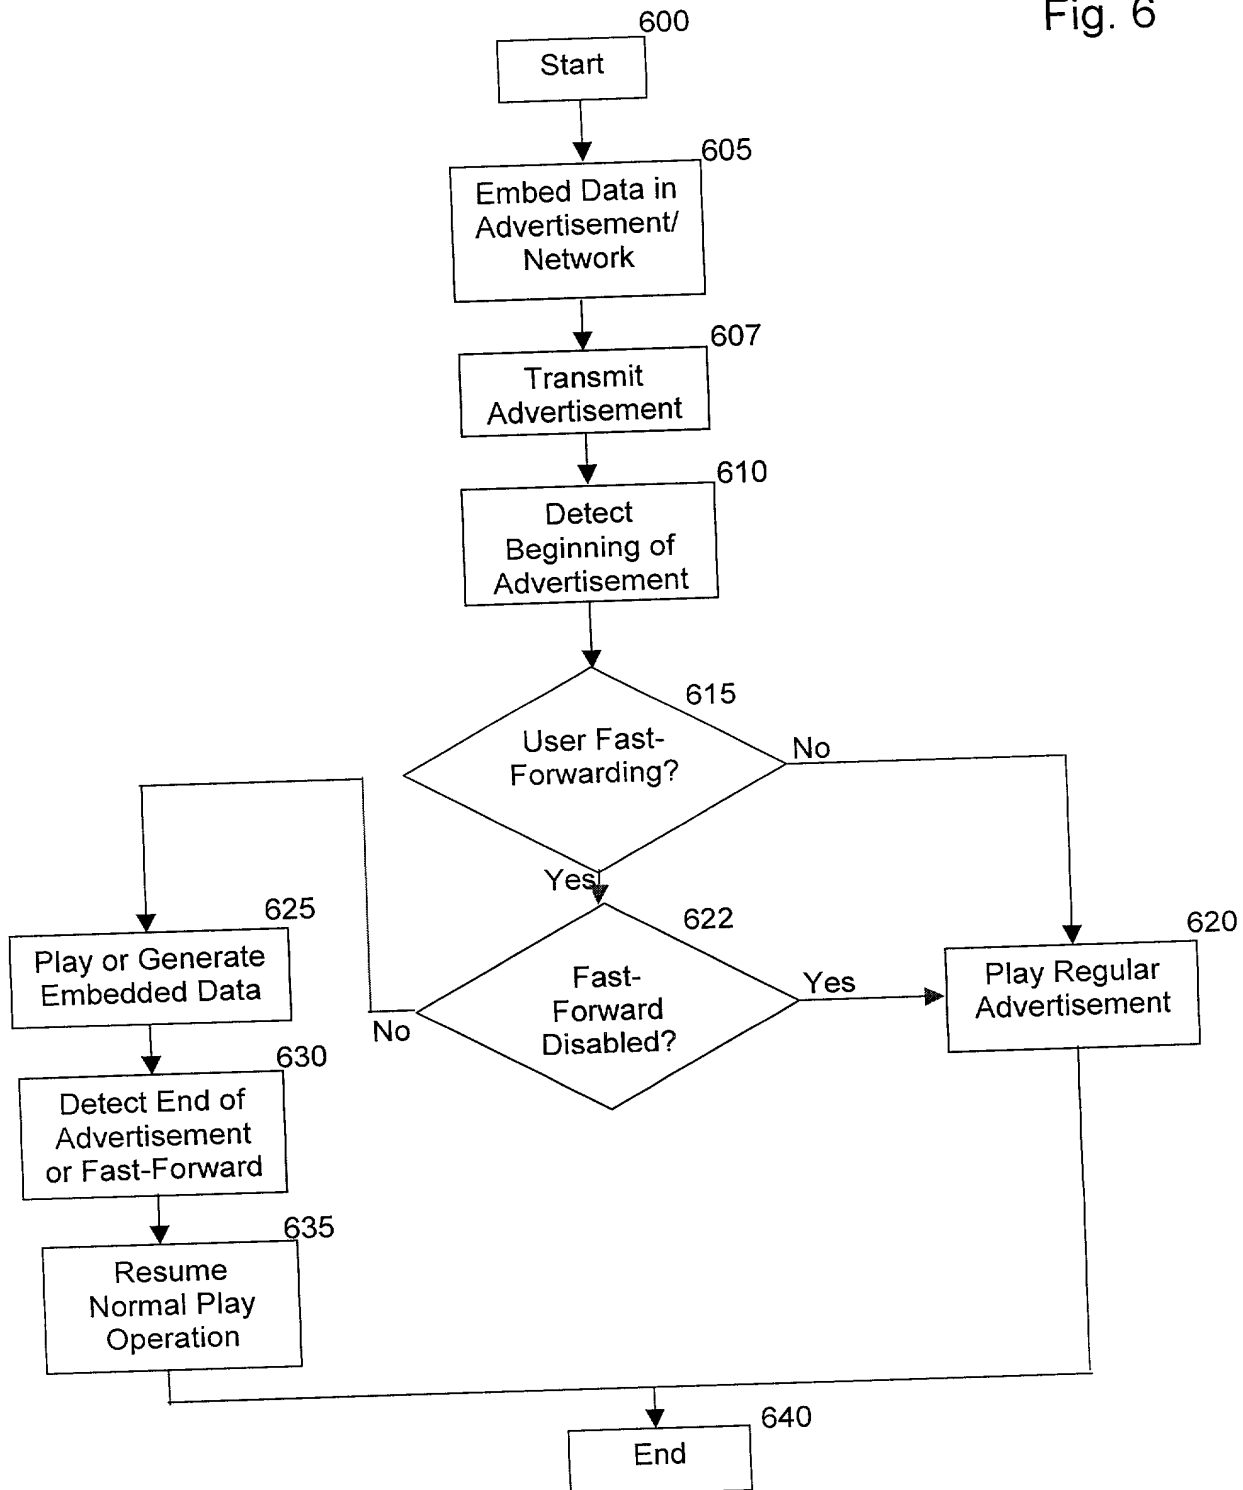 Fig. 6
600
Start
605
Embed Data in
Advertisement/
Network
607
Transmit
Advertisement
610
Detect
Beginning of
Advertisement
615
User Fast-
Forwarding?
No
Yes
622
Fast-
Forward
Disabled?
Yes
No
620
Play Regular
Advertisement
625
Play or Generate
Embedded Data
630
Detect End of
Advertisement
or Fast-Forward
635
Resume
Normal Play
Operation
640
End